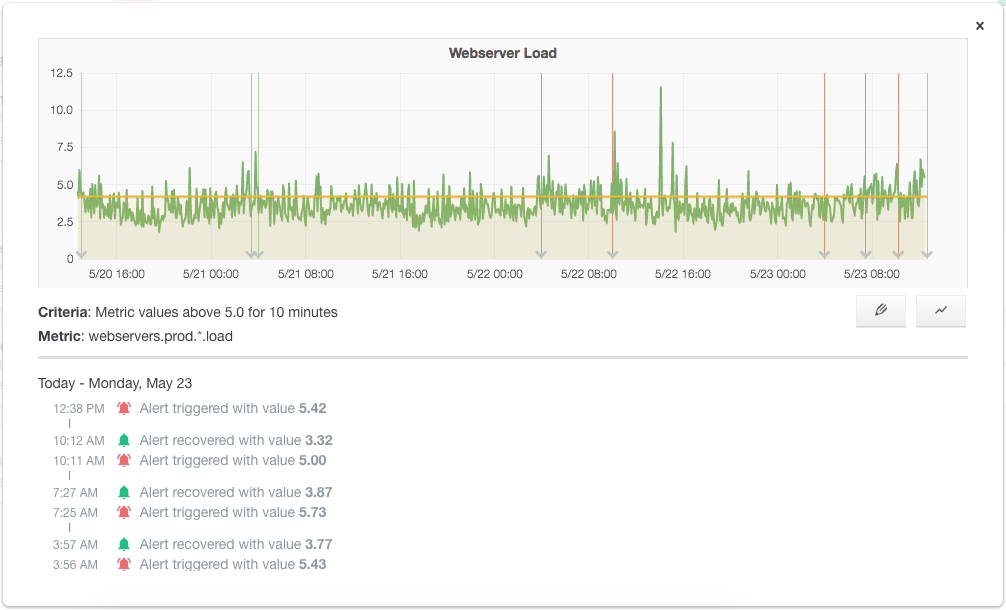 x
Webserver Load
12.5
10.0
7.5
5.0
2.5
0
5/20 16:00 5/21 00:00 5/21 08:00 5/21 16:00 5/22 00:00 5/22 08:00 5/22 16:00 5/23 00:00 5/23 08:00
Criteria: Metric values above 5.0 for 10 minutes
Metric: webservers.prod.*.load
Today - Monday, May 23
12:38 PM Alert triggered with value 5.42
10:12 AM Alert recovered with value 3.32
10:11 AM Alert triggered with value 5.00
7:27 AM Alert recovered with value 3.87
7:25 AM Alert triggered with value 5.73
3:57 AM Alert recovered with value 3.77
3:56 AM Alert triggered with value 5.43